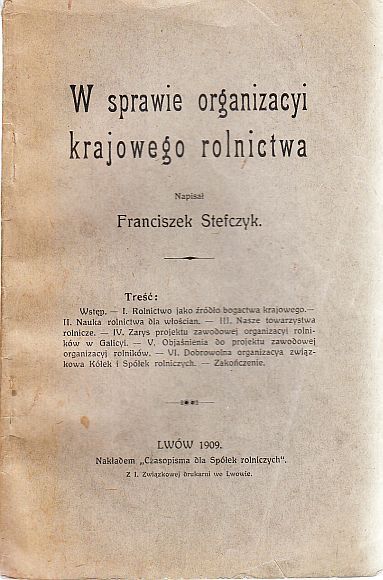 W sprawie organizacyi
krajowego rolnictwa
Napisał
Franciszek Stefczyk.
Treść:
Wstęp. — I. Rolnictwo jako źródło bogactwa krajowego.—
II. Nauka rolnictwa dla włościan. — III. Nasze towarzystwa
rolnicze. — IV. Zarys projektu zawodowej organizacyi rolni-
ków w Galicyi. — V. Objaśnienia do projektu zawodowej
organizacyi rolników. — VI. Dobrowolna organizacya związ-
kowa Kółek i Spółek rolniczych. — Zakończenie.
LWÓW 1909.
Nakładem „Czasopisma dla Spółek rolniczych“.
Z I. Związkowej drukarni we Lwowie.